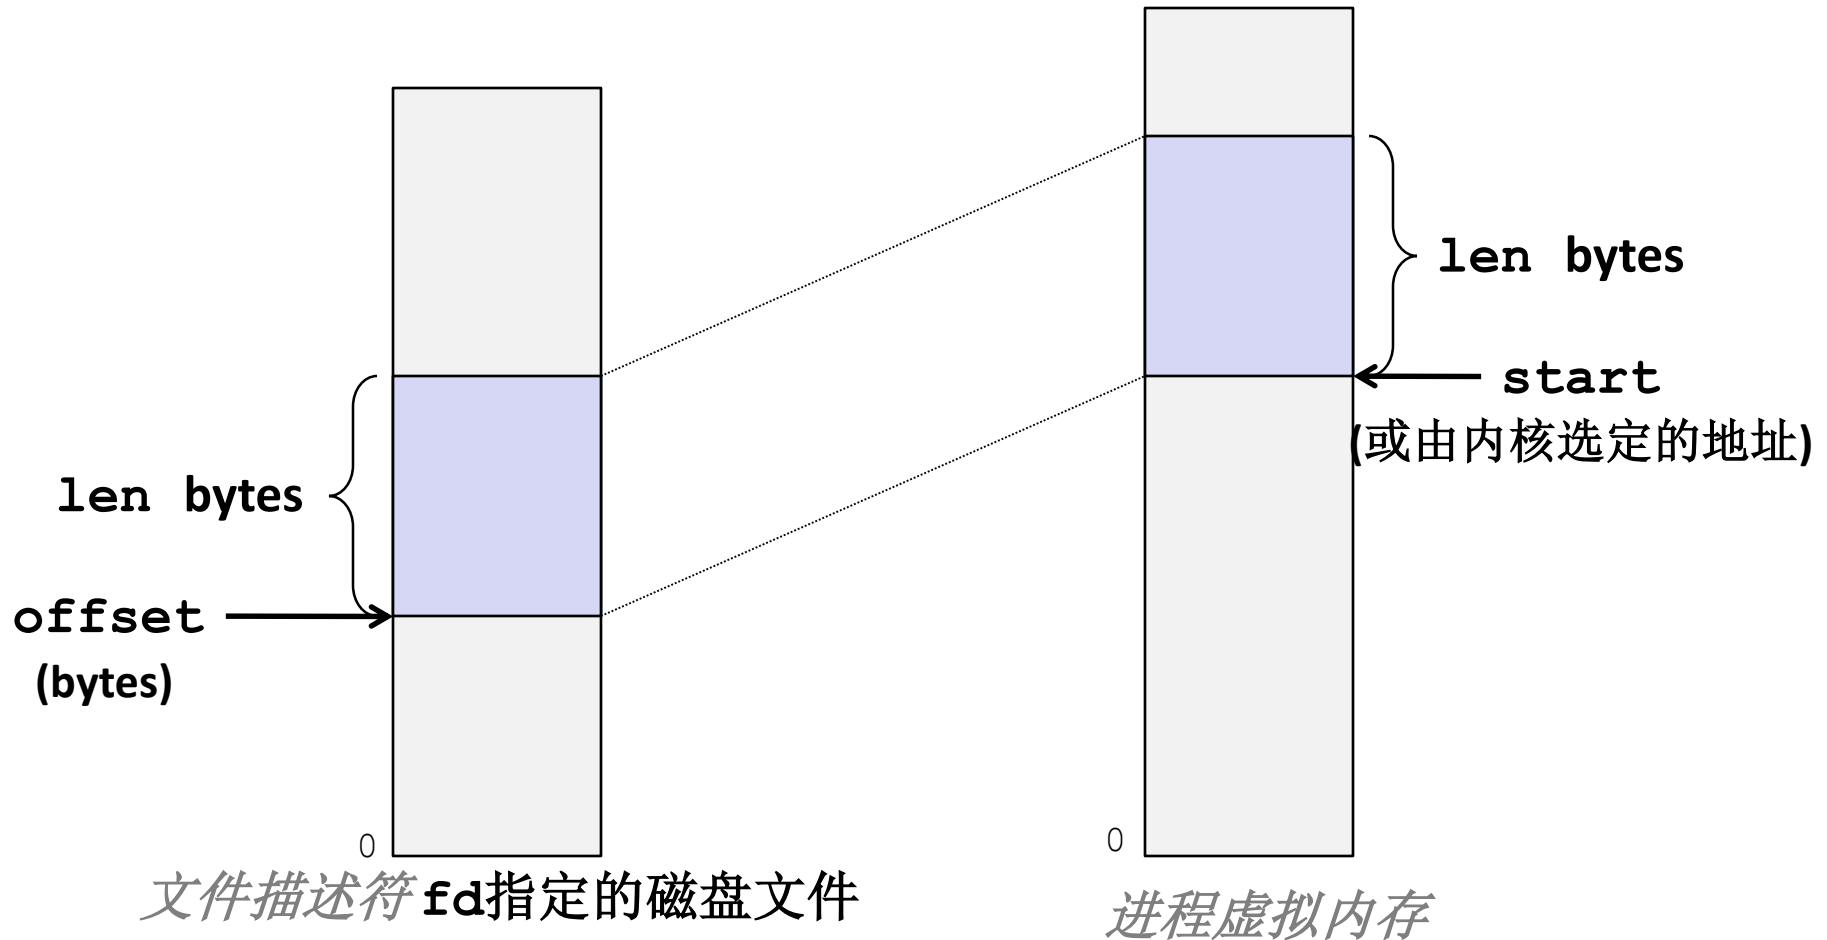 len bytes
start
(或由内核选定的地址)
len bytes
offset
(bytes)
0
0
文件描述符 fd指定的磁盘文件
进程虚拟内存